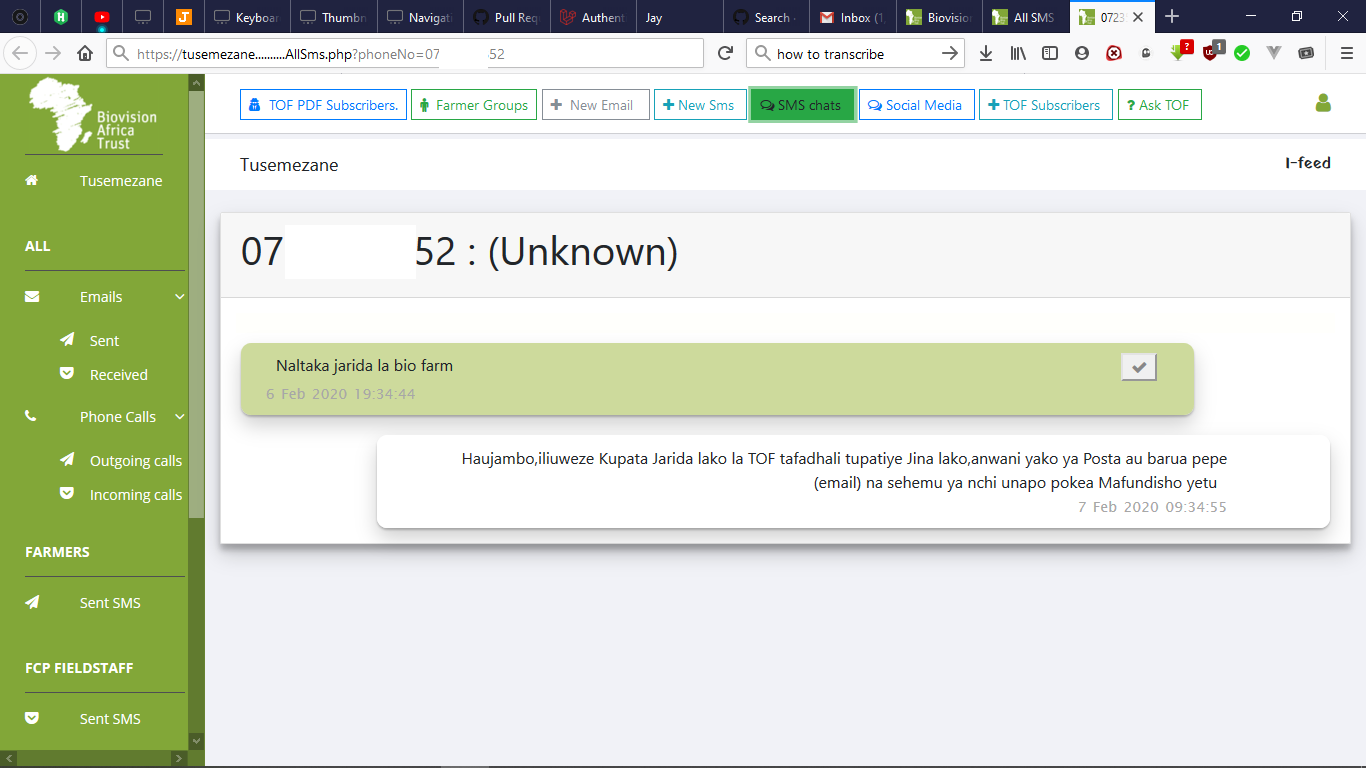 Keyboar
Thumbn
Navigati
Pull Req
Authent
Jay
Search
Inbox (1,
Biovision
All SMS
0723
https://tusemezane..........AllSms.php?phoneNo=07 52
how to transcribe
?
1
Biovision
Africa
Trust
TOF PDF Subscribers.
Farmer Groups
New Email
New Sms
SMS chats
Social Media
TOF Subscribers
? Ask TOF
Tusemezane
Tusemezane
I-feed
ALL
Emails
Sent
Received
Phone Calls
Outgoing calls
Incoming calls
FARMERS
Sent SMS
FCP FIELDSTAFF
Sent SMS
07 52 : (Unknown)
Naltaka jarida la bio farm
6 Feb 2020 19:34:44
Haujambo,iliuweze Kupata Jarida lako la TOF tafadhali tupatiye Jina lako,anwani yako ya Posta au barua pepe
(email) na sehemu ya nchi unapo pokea Mafundisho yetu
7 Feb 2020 09:34:55